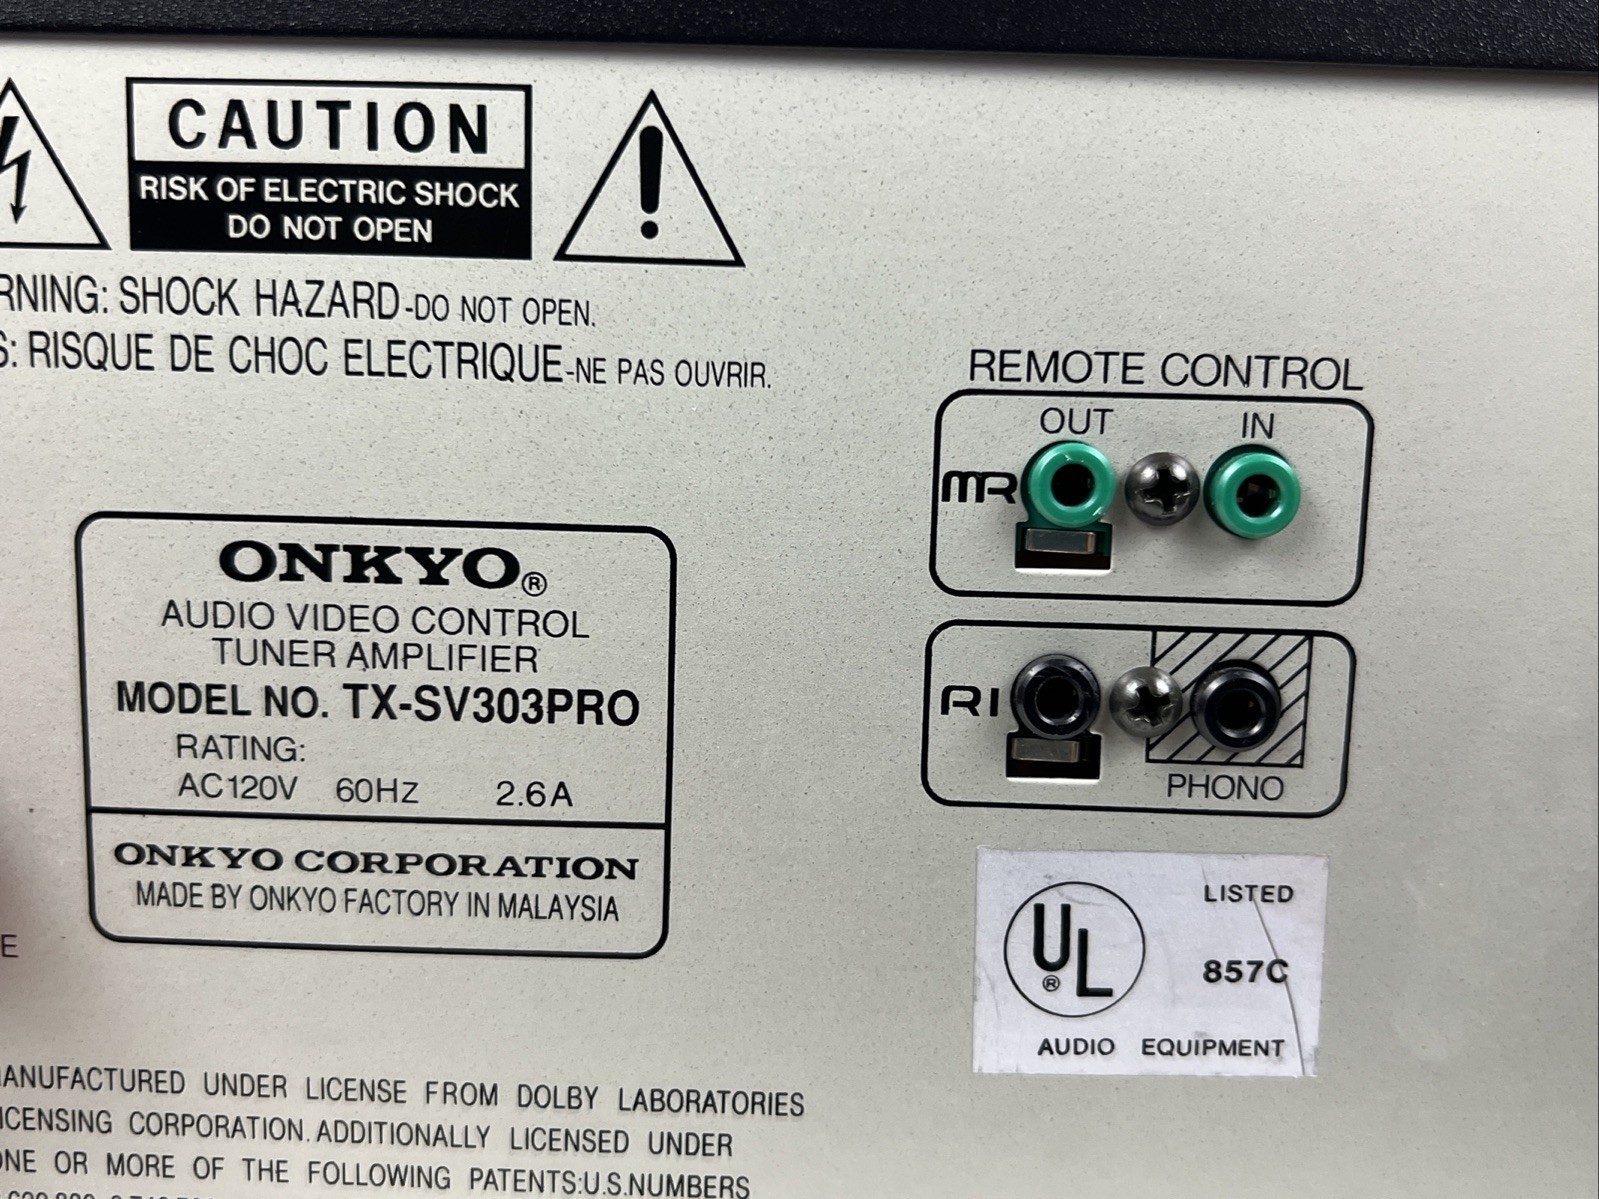 CAUTION
RISK OF ELECTRIC SHOCK
DO NOT OPEN
SHOCK HAZARD-DO NOT OPEN.
RISQUE DE CHOC ELECTRIQUE-NE PAS OUVRIR.
REMOTE CONTROL
OUT IN
MR
RI
PHONO
ONKYO®
AUDIO VIDEO CONTROL
TUNER AMPLIFIER
MODEL NO. TX-SV303PRO
RATING:
AC120V 60Hz 2.6A
ONKYO CORPORATION
MADE BY ONKYO FACTORY IN MALAYSIA
UL®
LISTED
857C
AUDIO EQUIPMENT
E
ANUFACTURED UNDER LICENSE FROM DOLBY LABORATORIES
ICENSING CORPORATION.ADDITIONALLY LICENSED UNDER
ONE OR MORE OF THE FOLLOWING PATENTS:U.S.NUMBERS